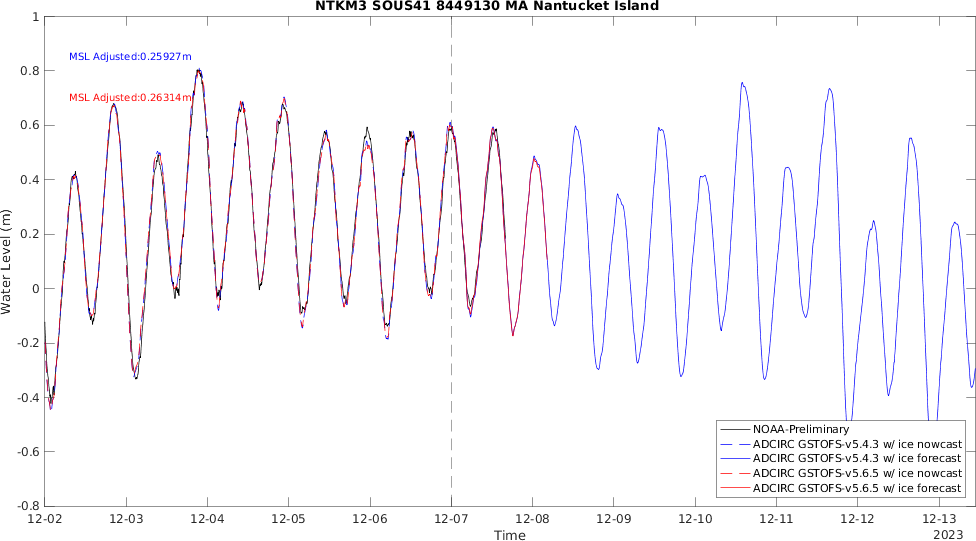 NTKM3 SOUS41 8449130 MA Nantucket Island
1
0.8
0.6
0.4
0.2
0
-0.2
-0.4
-0.6
-0.8
Water Level (m)
MSL Adjusted:0.25927m
MSL Adjusted:0.26314m
NOAA-Preliminary
ADCIRC GSTOFS-v5.4.3 w/ ice nowcast
ADCIRC GSTOFS-v5.4.3 w/ ice forecast
ADCIRC GSTOFS-v5.6.5 w/ ice nowcast
ADCIRC GSTOFS-v5.6.5 w/ ice forecast
12-02 12-03 12-04 12-05 12-06 12-07 12-08 12-09 12-10 12-11 12-12 12-13
Time
2023